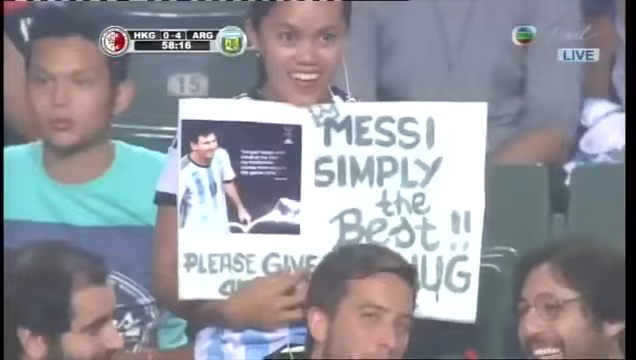 HKG 0-4 ARG
58:16
LIVE
15
MESSI
SIMPLY
the
Best !!
PLEASE GIVE
HUG